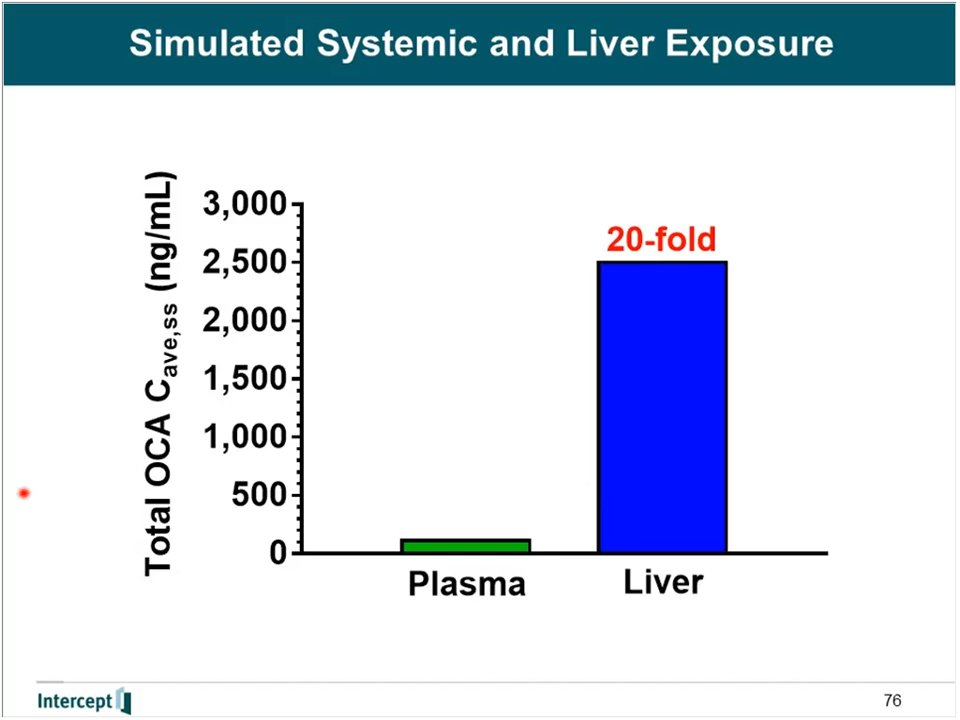 Simulated Systemic and Liver Exposure
Total OCA Cave,ss (ng/mL)
3,000
2,500
2,000
1,500
1,000
500
0
20-fold
Plasma
Liver
Intercept
76